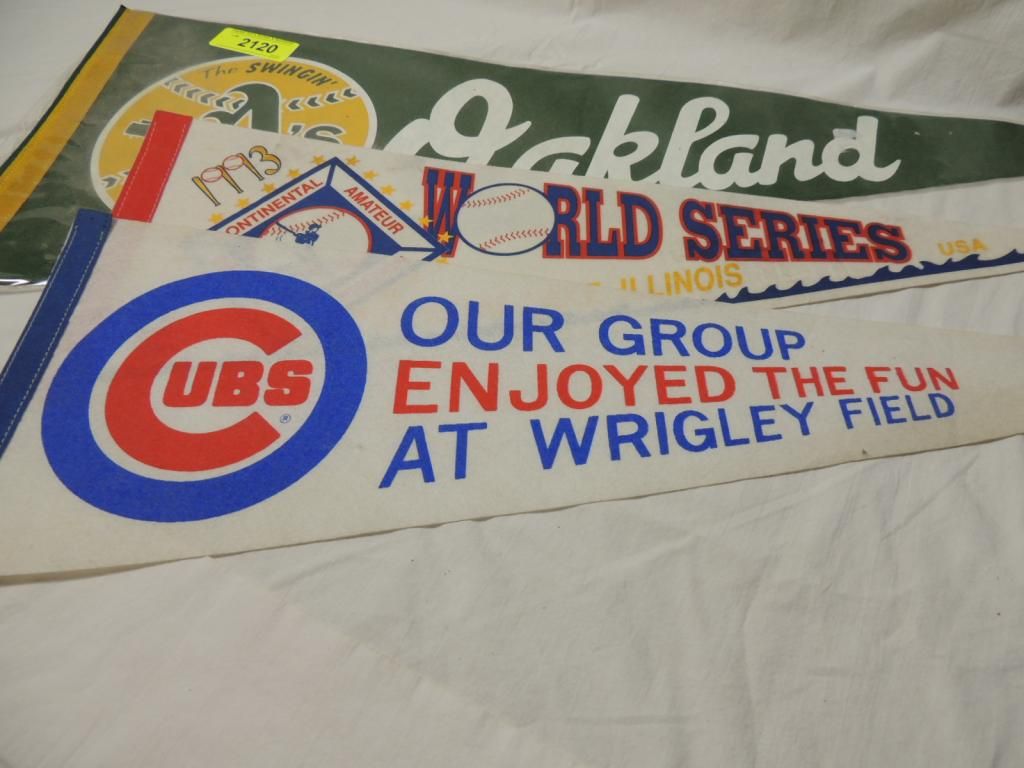 2120
The SWINGIN'
A's
Oakland
1993
CONTINENTAL
AMATEUR
WORLD SERIES
ILLINOIS
USA
CUBS
®
OUR GROUP
ENJOYED THE FUN
AT WRIGLEY FIELD